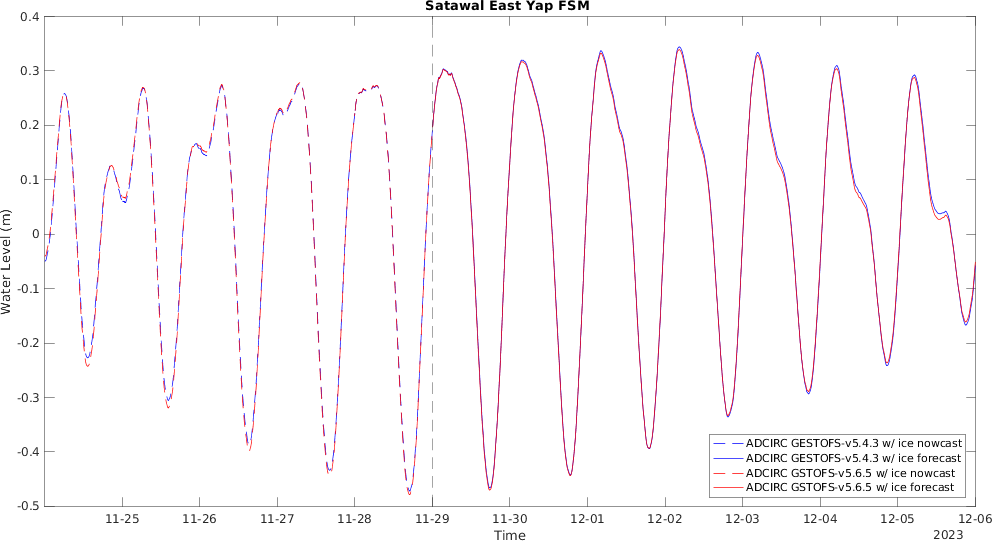 Satawal East Yap FSM
0.4
0.3
0.2
0.1
0
-0.1
-0.2
-0.3
-0.4
-0.5
Water Level (m)
ADCIRC GESTOFS-v5.4.3 w/ ice nowcast
ADCIRC GESTOFS-v5.4.3 w/ ice forecast
ADCIRC GSTOFS-v5.6.5 w/ ice nowcast
ADCIRC GSTOFS-v5.6.5 w/ ice forecast
11-25 11-26 11-27 11-28 11-29 11-30 12-01 12-02 12-03 12-04 12-05 12-06
Time
2023